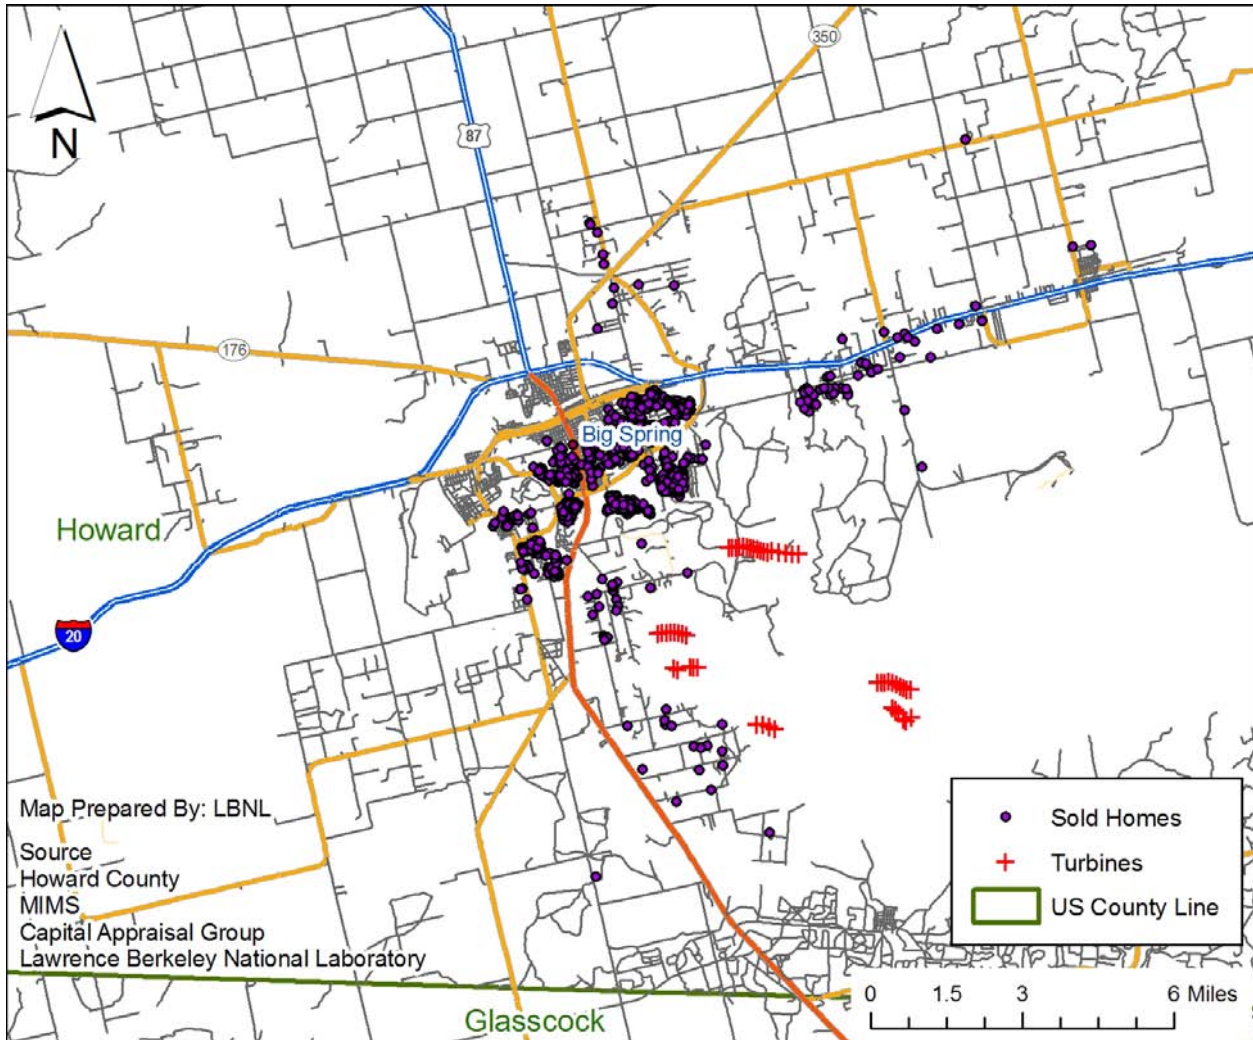 350
87
N
176
Big Spring
Howard
20
Map Prepared By: LBNL
Source
Howard County
MIMS
Capital Appraisal Group
Lawrence Berkeley National Laboratory
Sold Homes
Turbines
US County Line
0 1.5 3 6 Miles
Glasscock